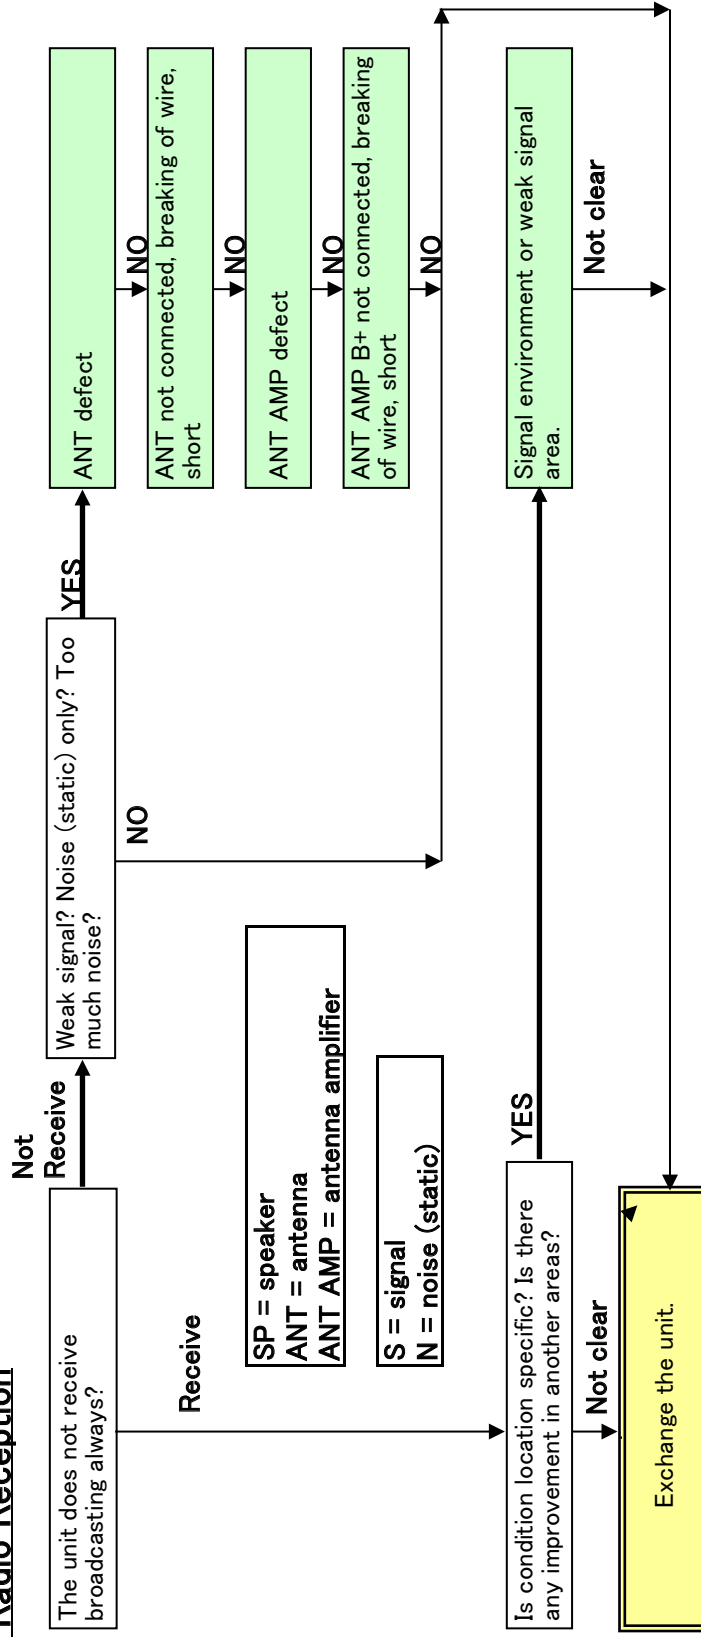 Radio Reception
The unit does not receive
broadcasting always?
Not
Receive
Weak signal? Noise (static) only? Too
much noise?
YES
ANT defect
NO
ANT not connected, breaking of wire,
short
NO
ANT AMP defect
NO
ANT AMP B+ not connected, breaking
of wire, short
NO
NO
Receive
SP = speaker
ANT = antenna
ANT AMP = antenna amplifier
S = signal
N = noise (static)
Is condition location specific? Is there
any improvement in another areas?
YES
Signal environment or weak signal
area.
Not clear
Not clear
Exchange the unit.